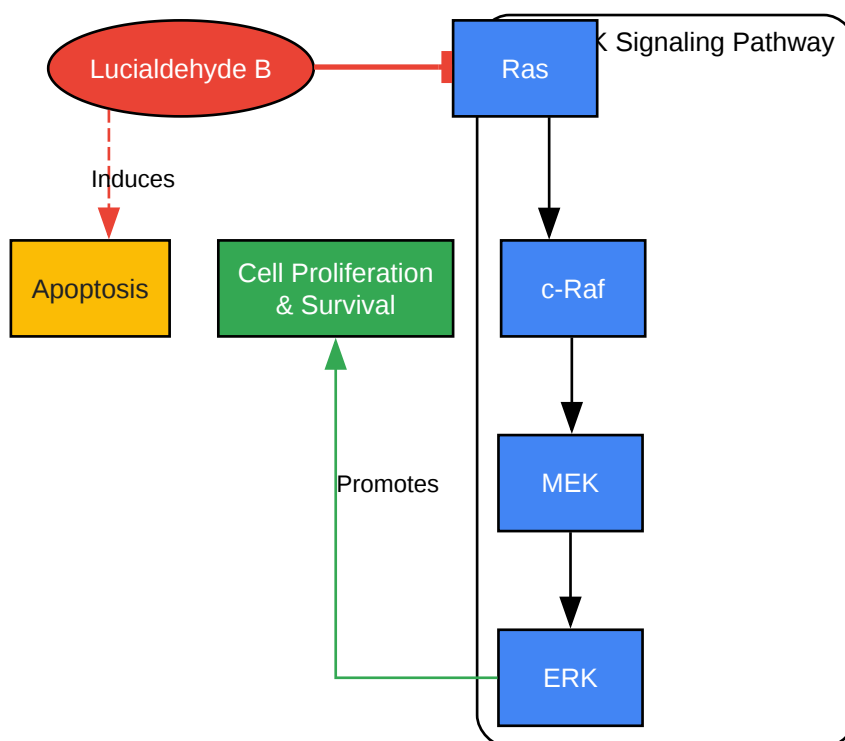 Lucialdehyde B
Ras
K Signaling Pathway
Induces
Apoptosis
Cell Proliferation
& Survival
c-Raf
Promotes
MEK
ERK